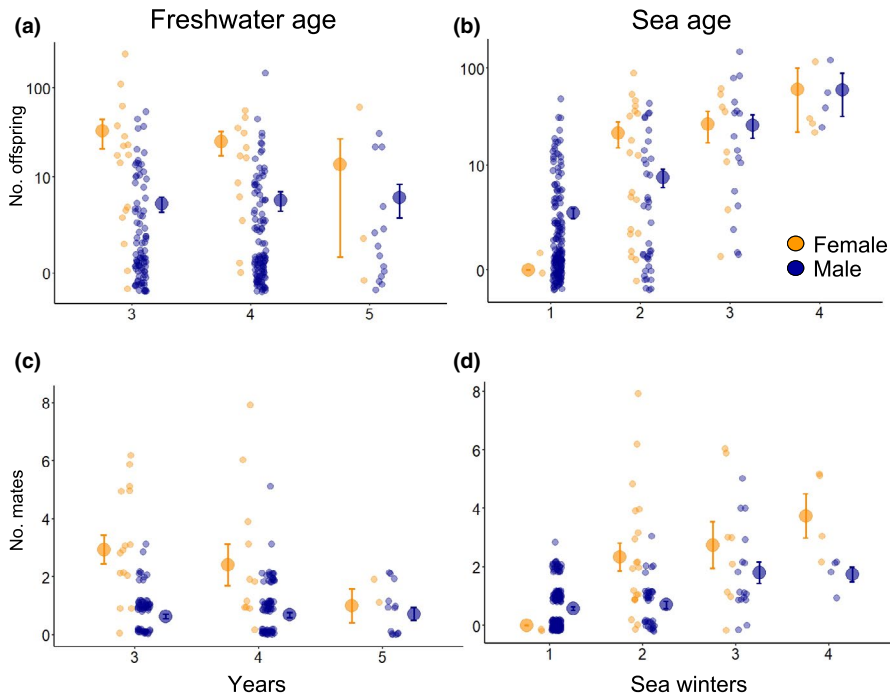 (a) Freshwater age
(b) Sea age
No. offspring
100
10
0
3 4 5
100
10
0
1 2 3 4
Female
Male
(c)
(d)
No. mates
8
6
4
2
0
3 4 5
Years
8
6
4
2
0
1 2 3 4
Sea winters